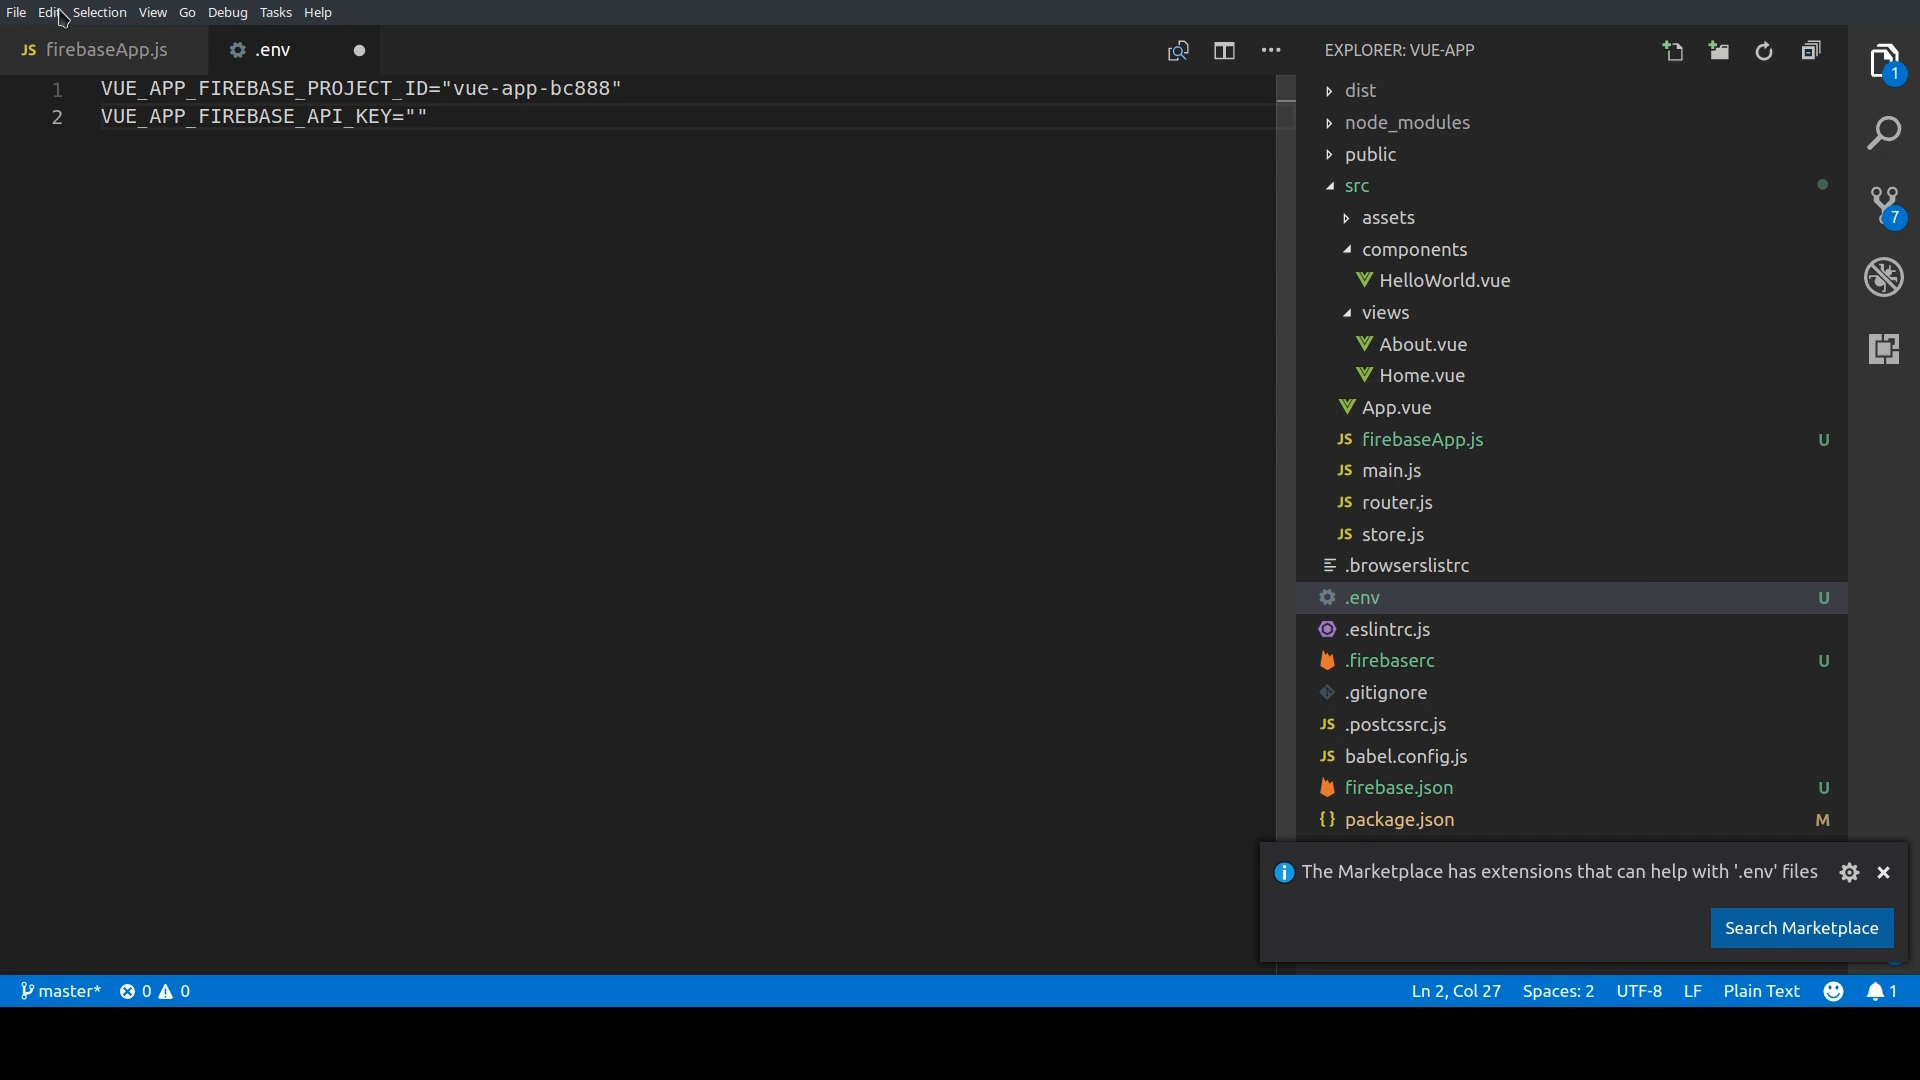 File Edit Selection View Go Debug Tasks Help
JS firebaseApp.js
.env
EXPLORER: VUE-APP
1
1 VUE_APP_FIREBASE_PROJECT_ID="vue-app-bc888"
2 VUE_APP_FIREBASE_API_KEY=""
dist
node_modules
public
src
7
assets
components
HelloWorld.vue
views
About.vue
Home.vue
App.vue
JS firebaseApp.js U
JS main.js
JS router.js
JS store.js
.browserslistrc
.env U
.eslintrc.js
.firebaserc U
.gitignore
JS .postcssrc.js
JS babel.config.js
firebase.json U
{} package.json M
The Marketplace has extensions that can help with '.env' files
Search Marketplace
master* 0 0 Ln 2, Col 27 Spaces: 2 UTF-8 LF Plain Text 1